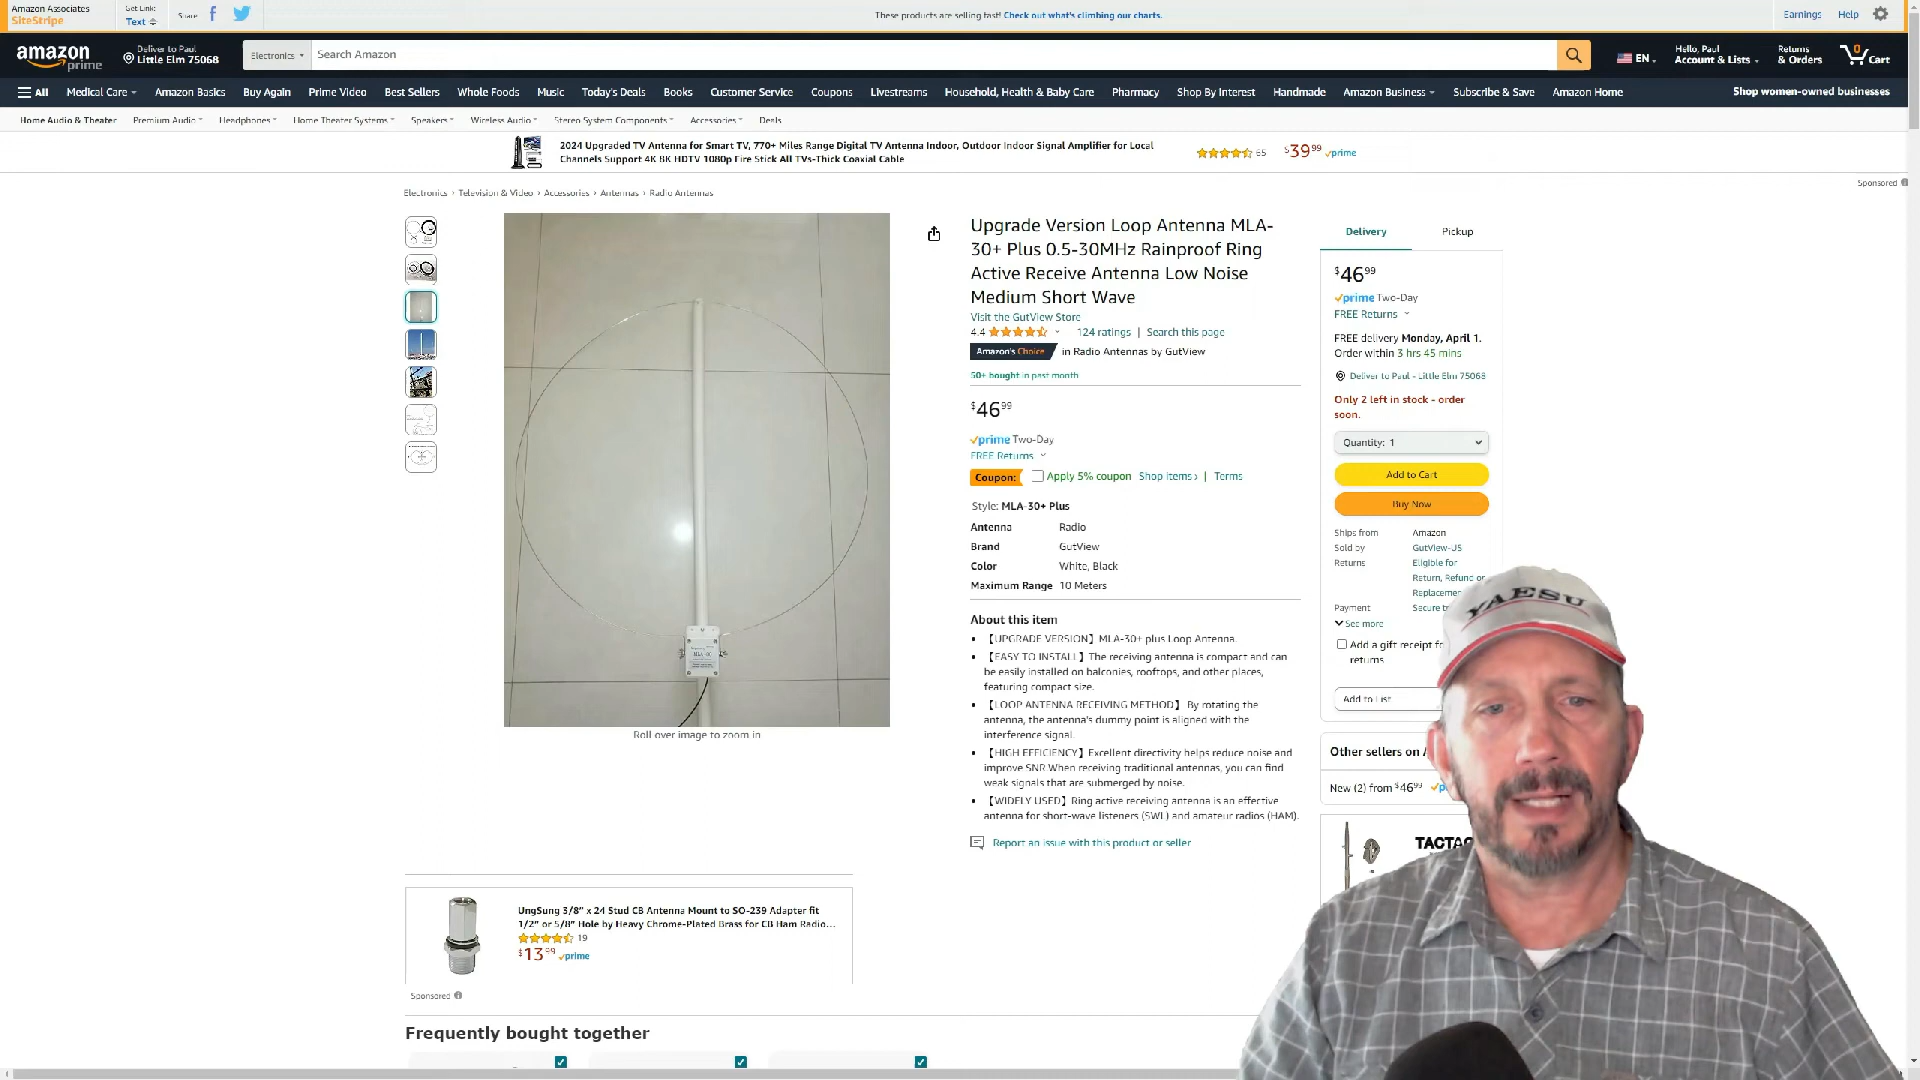 Amazon Associates
SiteStripe
Get Link:
Text
Share:
These products are selling fast! Check out what's climbing our charts.
Earnings
Help
amazon
prime
Deliver to Paul
Little Elm 75068
Electronics
Search Amazon
EN
Hello, Paul
Account & Lists
Returns
& Orders
0
Cart
All
Medical Care
Amazon Basics
Buy Again
Prime Video
Best Sellers
Whole Foods
Music
Today's Deals
Books
Customer Service
Coupons
Livestreams
Household, Health & Baby Care
Pharmacy
Shop By Interest
Handmade
Amazon Business
Subscribe & Save
Amazon Home
Shop women-owned businesses
Home Audio & Theater
Premium Audio
Headphones
Home Theater Systems
Speakers
Wireless Audio
Stereo System Components
Accessories
Deals
2024 Upgraded TV Antenna for Smart TV, 770+ Miles Range Digital TV Antenna Indoor, Outdoor Indoor Signal Amplifier for Local
Channels Support 4K 8K HDTV 1080p Fire Stick All TVs-Thick Coaxial Cable
65
$39.99 prime
Sponsored
Electronics › Television & Video › Accessories › Antennas › Radio Antennas
Upgrade Version Loop Antenna MLA-
30+ Plus 0.5-30MHz Rainproof Ring
Active Receive Antenna Low Noise
Medium Short Wave
Visit the GutView Store
4.4
124 ratings | Search this page
Amazon's Choice in Radio Antennas by GutView
50+ bought in past month
$46.99
prime Two-Day
FREE Returns
Coupon: Apply 5% coupon Shop items › | Terms
Style: MLA-30+ Plus
Antenna Radio
Brand GutView
Color White, Black
Maximum Range 10 Meters
About this item
• 【UPGRADE VERSION】MLA-30+ plus Loop Antenna.
• 【EASY TO INSTALL】The receiving antenna is compact and can
be easily installed on balconies, rooftops, and other places,
featuring compact size.
• 【LOOP ANTENNA RECEIVING METHOD】By rotating the
antenna, the antenna's dummy point is aligned with the
interference signal.
• 【HIGH EFFICIENCY】Excellent directivity helps reduce noise and
improve SNR When receiving traditional antennas, you can find
weak signals that are submerged by noise.
• 【WIDELY USED】Ring active receiving antenna is an effective
antenna for short-wave listeners (SWL) and amateur radios (HAM).
Report an issue with this product or seller
Delivery
Pickup
$46.99
prime Two-Day
FREE Returns
FREE delivery Monday, April 1.
Order within 3 hrs 45 mins
Deliver to Paul - Little Elm 75068
Only 2 left in stock - order
soon.
Quantity: 1
Add to Cart
Buy Now
Ships from Amazon
Sold by GutView-US
Returns Eligible for
Return, Refund or
Payment Secure
See more
Add a gift receipt
returns
Add to List
Other sellers on
New (2) from $46.99
YAESU
MLA-30
Roll over image to zoom in
UngSung 3/8" x 24 Stud CB Antenna Mount to SO-239 Adapter fit
1/2" or 5/8" Hole by Heavy Chrome-Plated Brass for CB Ham Radio...
19
$13.99 prime
Sponsored
Frequently bought together